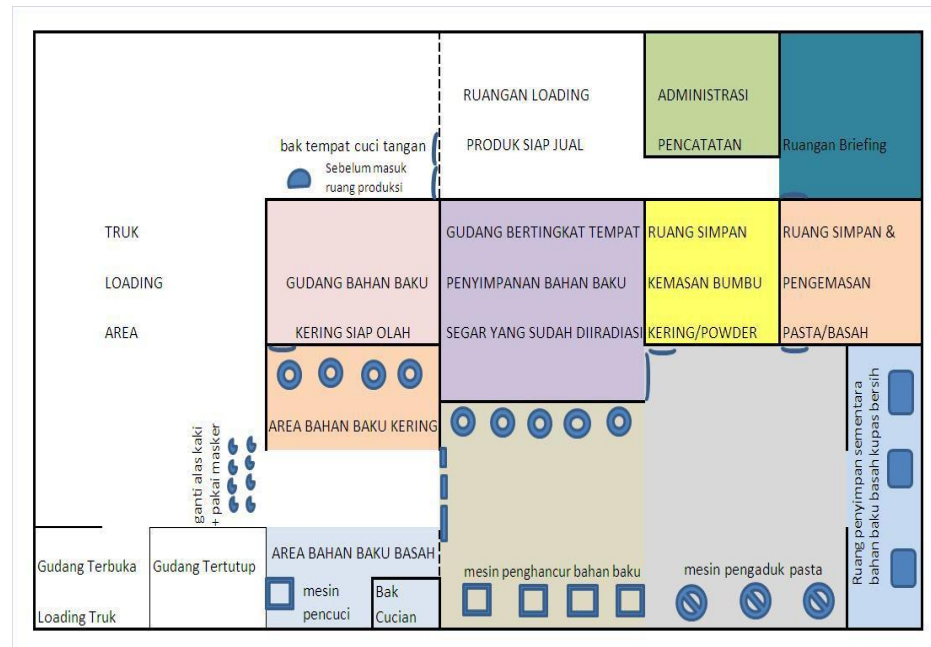 RUANGAN LOADING
PRODUK SIAP JUAL
ADMINISTRASI
PENCATATAN
Ruangan Briefing
bak tempat cuci tangan
Sebelum masuk
ruang produksi
TRUK
LOADING
AREA
GUDANG BAHAN BAKU
KERING SIAP OLAH
GUDANG BERTINGKAT TEMPAT
PENYIMPANAN BAHAN BAKU
SEGAR YANG SUDAH DIIRADIASI
RUANG SIMPAN
KEMASAN BUMBU
KERING/POWDER
RUANG SIMPAN &
PENGEMASAN
PASTA/BASAH
AREA BAHAN BAKU KERING
ganti alas kaki
+ pakai masker
Ruang penyimpan sementara
bahan baku basah kupas bersih
Gudang Terbuka
Loading Truk
Gudang Tertutup
AREA BAHAN BAKU BASAH
mesin
pencuci
Bak
Cucian
mesin penghancur bahan baku
mesin pengaduk pasta